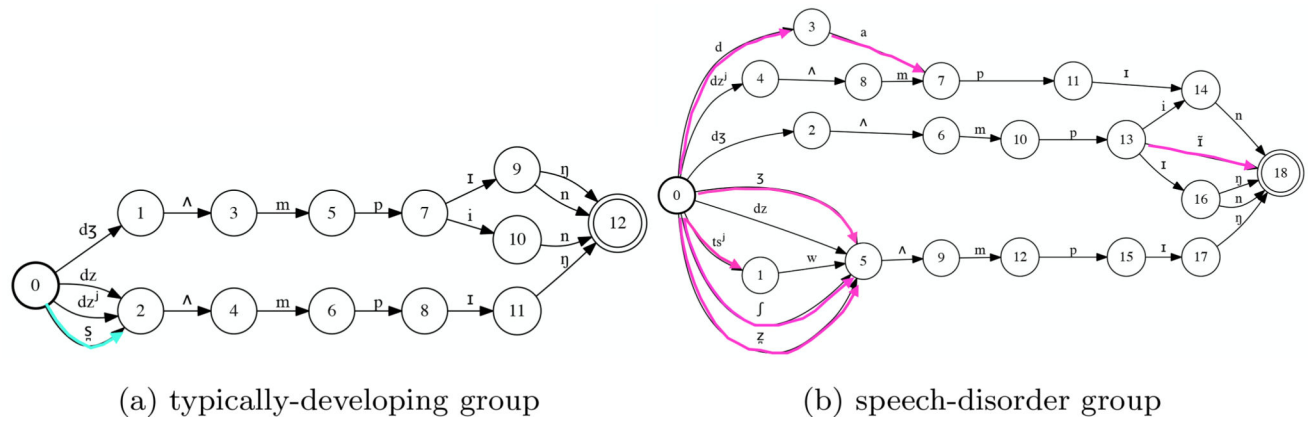 d 3 a
dzʲ 4 ʌ 8 m 7 p 11 ɪ 14
dʒ 2 ʌ 6 m 10 p 13 i n
ĩ ɪ 18
0 ʒ 16 ŋ n
dz ŋ
tsʲ 1 w 5 ʌ 9 m 12 p 15 ɪ 17
ʃ
z̪
dʒ 1 ʌ 3 m 5 p 7 ɪ 9 ŋ n
i 10 n 12
0 dz ŋ
dzʲ 2 ʌ 4 m 6 p 8 ɪ 11
s̪
(a) typically-developing group
(b) speech-disorder group